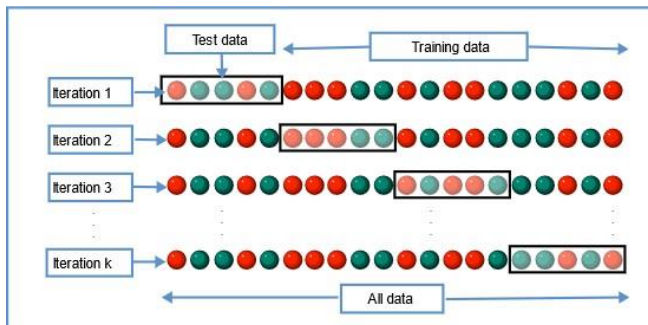 Test data
Training data
Iteration 1
Iteration 2
Iteration 3
Iteration k
All data